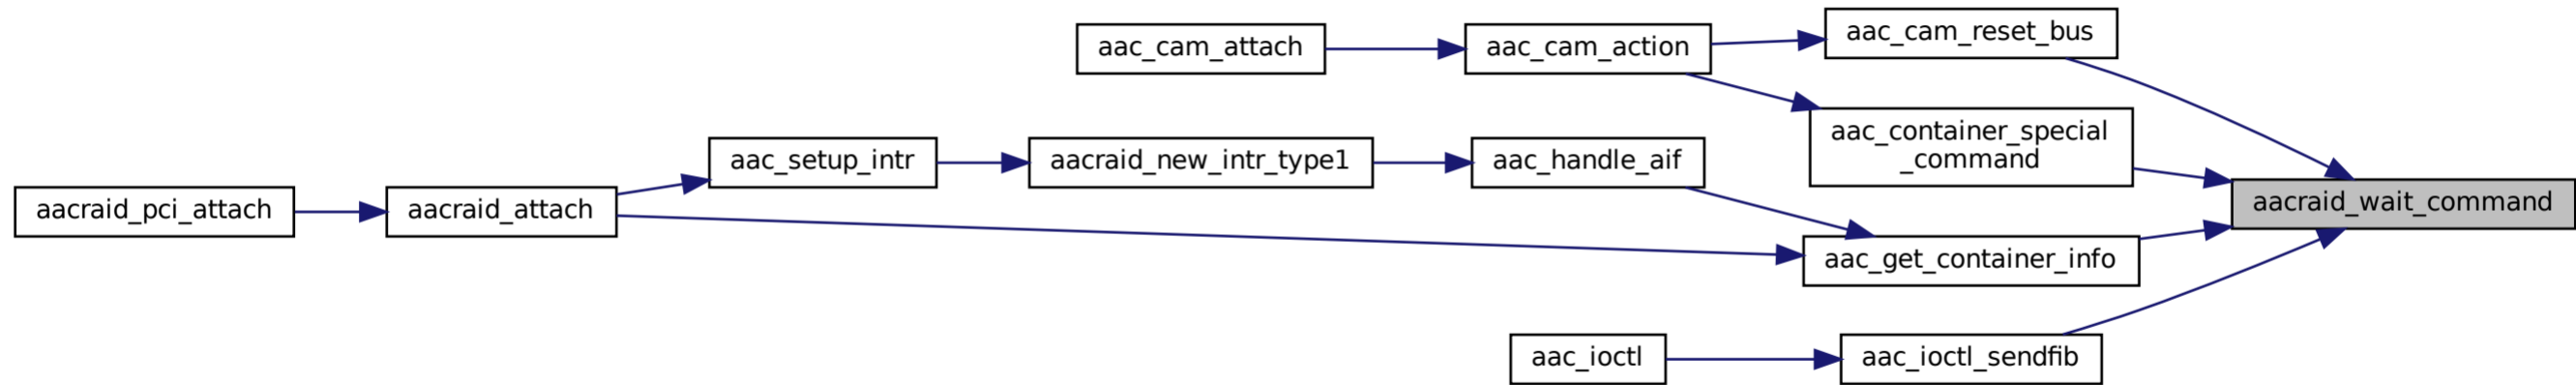 aac_cam_attach
aac_cam_action
aac_cam_reset_bus
aac_container_special
_command
aac_setup_intr
aacraid_new_intr_type1
aac_handle_aif
aacraid_pci_attach
aacraid_attach
aacraid_wait_command
aac_get_container_info
aac_ioctl
aac_ioctl_sendfib